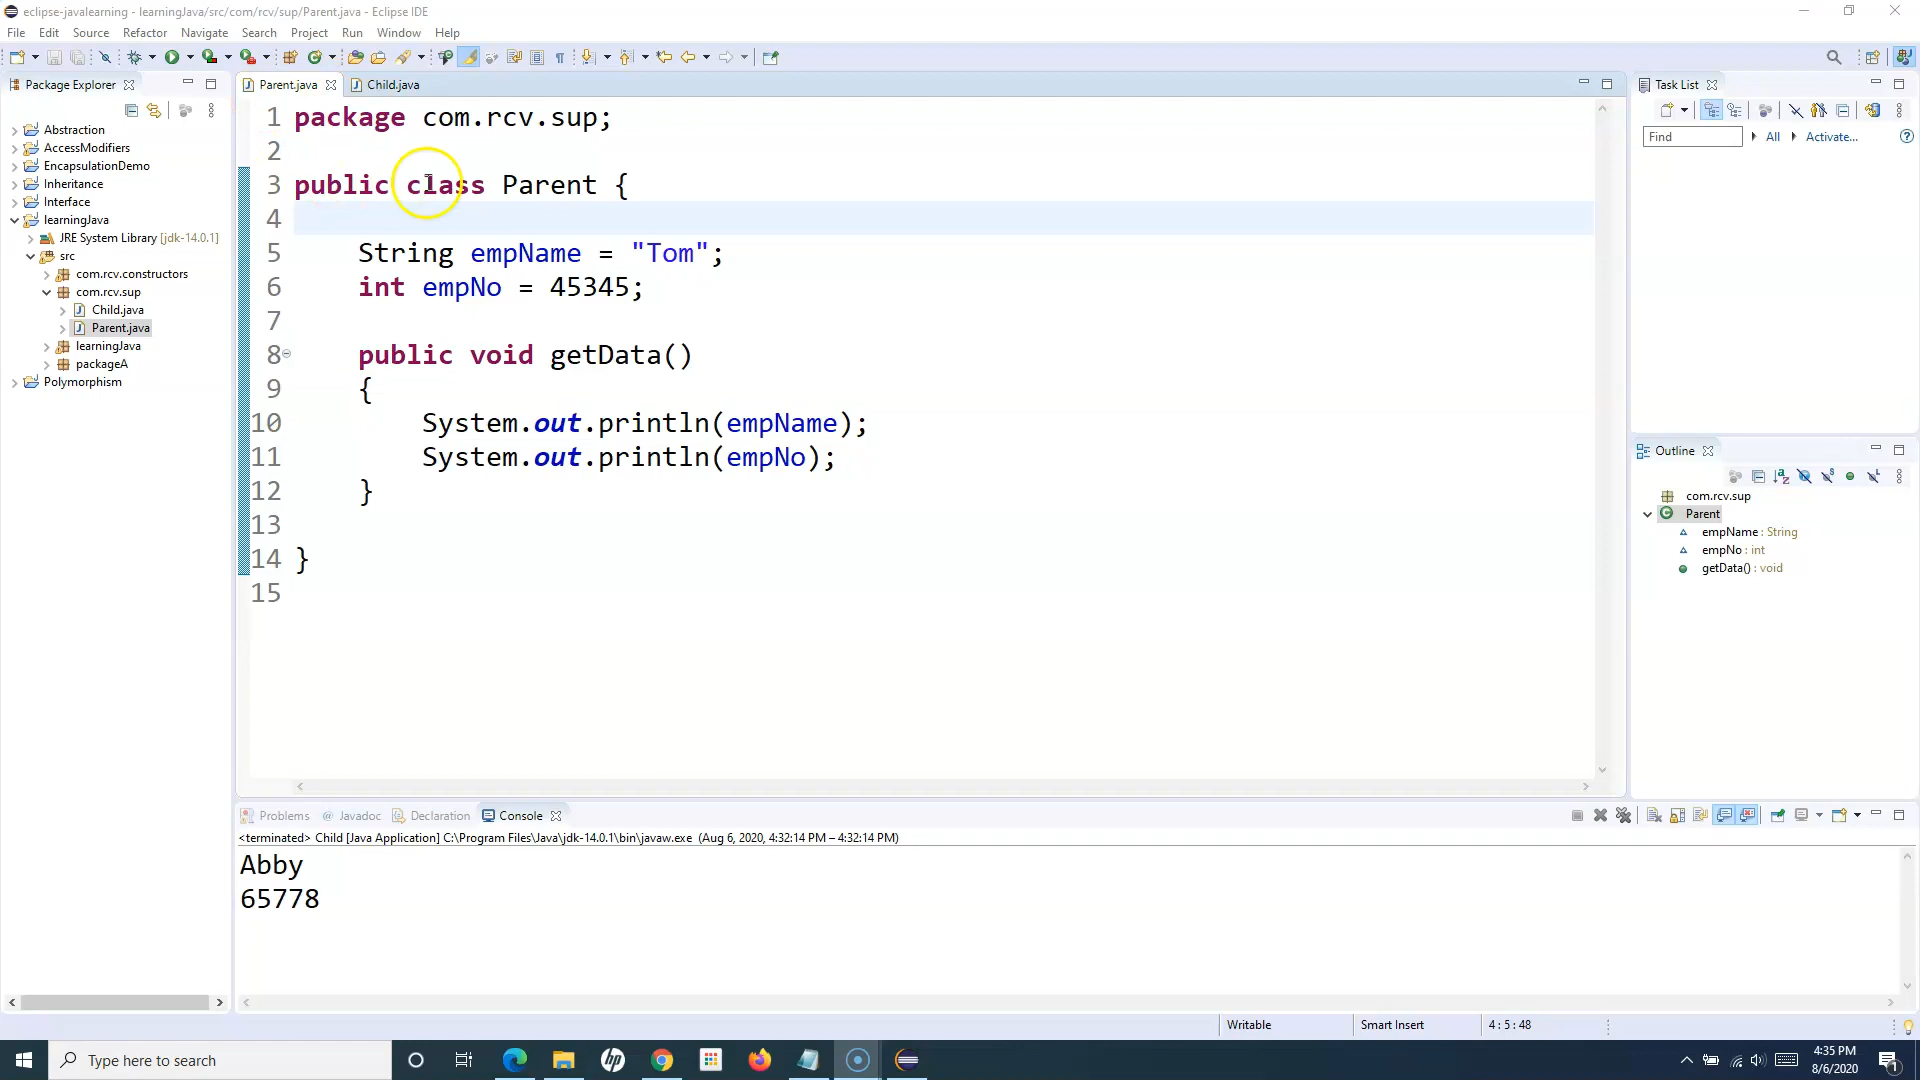 eclipse-javalearning - learningJava/src/com/rcv/sup/Parent.java - Eclipse IDE
File Edit Source Refactor Navigate Search Project Run Window Help
Package Explorer
Abstraction
AccessModifiers
EncapsulationDemo
Inheritance
Interface
learningJava
JRE System Library [jdk-14.0.1]
src
com.rcv.constructors
com.rcv.sup
Child.java
Parent.java
learningJava
packageA
Polymorphism
Parent.java Child.java
1 package com.rcv.sup;
2
3 public class Parent {
4
5 String empName = "Tom";
6 int empNo = 45345;
7
8 public void getData()
9 {
10 System.out.println(empName);
11 System.out.println(empNo);
12 }
13
14 }
15
Task List
Find All Activate...
Outline
com.rcv.sup
Parent
empName : String
empNo : int
getData() : void
Problems @ Javadoc Declaration Console
<terminated> Child [Java Application] C:\Program Files\Java\jdk-14.0.1\bin\javaw.exe (Aug 6, 2020, 4:32:14 PM – 4:32:14 PM)
Abby
65778
Writable Smart Insert 4 : 5 : 48
Type here to search
hp
4:35 PM
8/6/2020
1